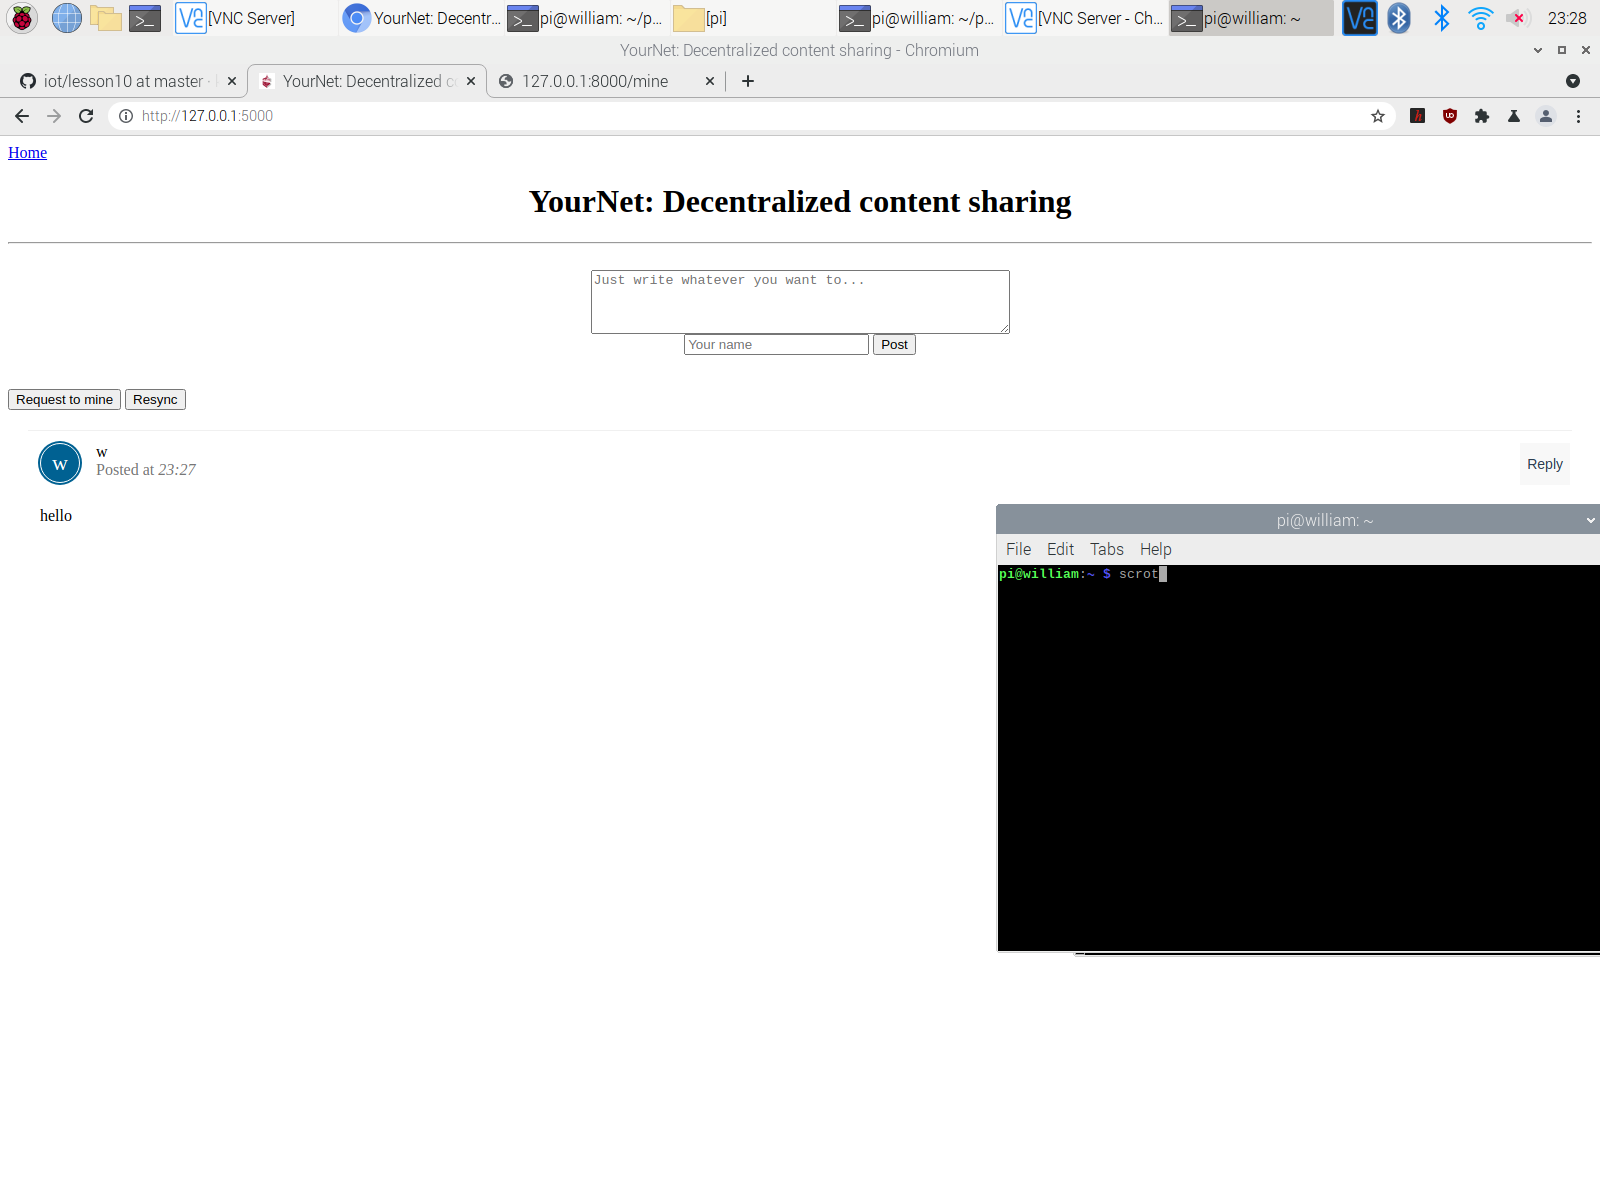 [VNC Server]
YourNet: Decentr...
pi@william: ~/p...
[pi]
pi@william: ~/p...
[VNC Server - Ch...
pi@william: ~
23:28
YourNet: Decentralized content sharing - Chromium
iot/lesson10 at master ·
YourNet: Decentralized c
127.0.0.1:8000/mine
http://127.0.0.1:5000
Home
YourNet: Decentralized content sharing
Just write whatever you want to...
Your name
Post
Request to mine
Resync
w
w
Posted at 23:27
Reply
hello
pi@william: ~
File Edit Tabs Help
pi@william:~ $ scrot